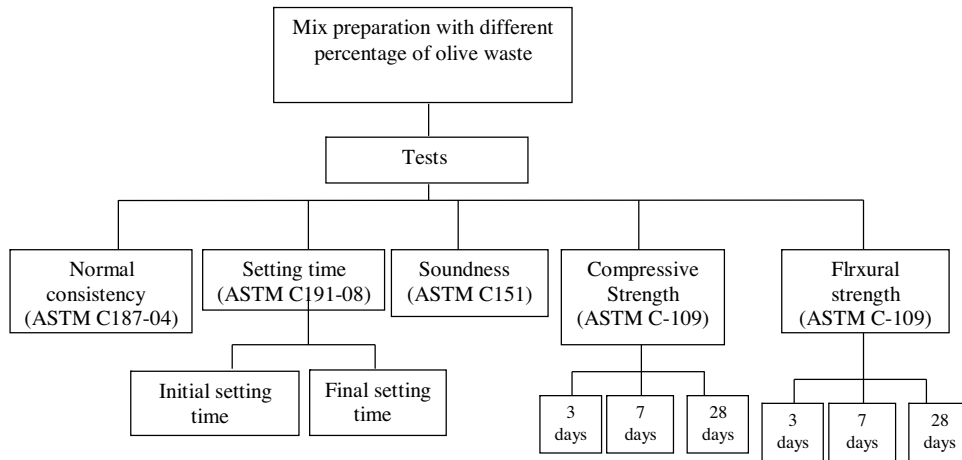 Mix preparation with different
percentage of olive waste
Tests
Normal
consistency
(ASTM C187-04)
Setting time
(ASTM C191-08)
Soundness
(ASTM C151)
Compressive
Strength
(ASTM C-109)
Flrxural
strength
(ASTM C-109)
Initial setting
time
Final setting
time
3
days
7
days
28
days
3
days
7
days
28
days